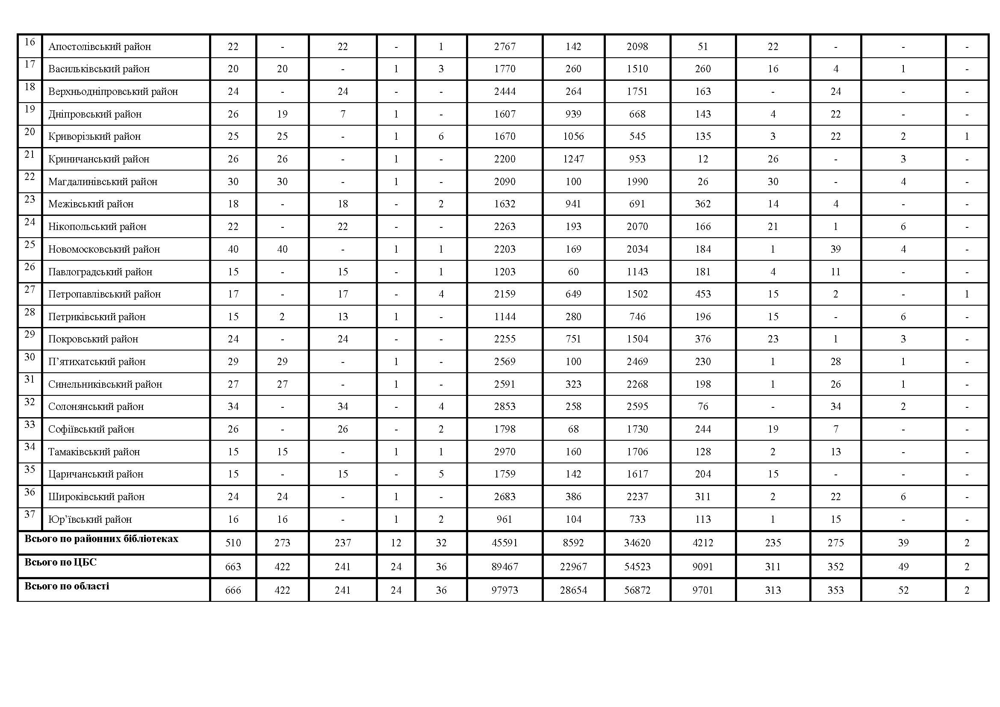 16 Апостолівський район 22 - 22 - 1 2767 142 2098 51 22 - - -
17 Васильківський район 20 20 - 1 3 1770 260 1510 260 16 4 1 -
18 Верхньодніпровський район 24 - 24 - - 2444 264 1751 163 - 24 - -
19 Дніпровський район 26 19 7 1 - 1607 939 668 143 4 22 - -
20 Криворізький район 25 25 - 1 6 1670 1056 545 135 3 22 2 1
21 Криничанський район 26 26 - 1 - 2200 1247 953 12 26 - 3 -
22 Магдалинівський район 30 30 - 1 - 2090 100 1990 26 30 - 4 -
23 Межівський район 18 - 18 - 2 1632 941 691 362 14 4 - -
24 Нікопольський район 22 - 22 - - 2263 193 2070 166 21 1 6 -
25 Новомосковський район 40 40 - 1 1 2203 169 2034 184 1 39 4 -
26 Павлоградський район 15 - 15 - 1 1203 60 1143 181 4 11 - -
27 Петропавлівський район 17 - 17 - 4 2159 649 1502 453 15 2 - 1
28 Петриківський район 15 2 13 1 - 1144 280 746 196 15 - 6 -
29 Покровський район 24 - 24 - - 2255 751 1504 376 23 1 3 -
30 П’ятихатський район 29 29 - 1 - 2569 100 2469 230 1 28 1 -
31 Синельниківський район 27 27 - 1 - 2591 323 2268 198 1 26 1 -
32 Солонянський район 34 - 34 - 4 2853 258 2595 76 - 34 2 -
33 Софіївський район 26 - 26 - 2 1798 68 1730 244 19 7 - -
34 Тамаківський район 15 15 - 1 1 2970 160 1706 128 2 13 - -
35 Царичанський район 15 - 15 - 5 1759 142 1617 204 15 - - -
36 Широківський район 24 24 - 1 - 2683 386 2237 311 2 22 6 -
37 Юр’ївський район 16 16 - 1 2 961 104 733 113 1 15 - -
Всього по районних бібліотеках 510 273 237 12 32 45591 8592 34620 4212 235 275 39 2
Всього по ЦБС 663 422 241 24 36 89467 22967 54523 9091 311 352 49 2
Всього по області 666 422 241 24 36 97973 28654 56872 9701 313 353 52 2